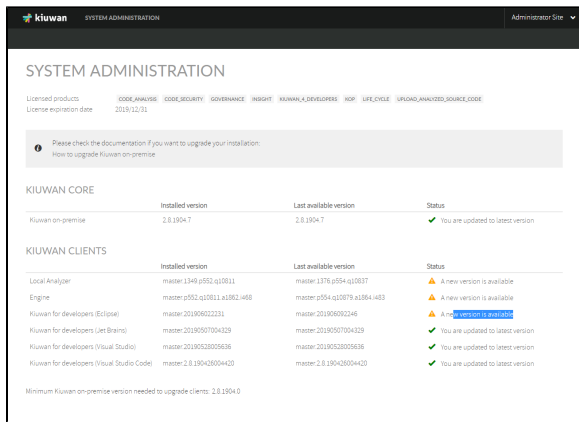 kiuwan SYSTEM ADMINISTRATION Administrator Site
SYSTEM ADMINISTRATION
Licensed products CODE_ANALYSIS CODE_SECURITY GOVERNANCE INSIGHT KIUWAN_4_DEVELOPERS KOP LIFE_CYCLE UPLOAD_ANALYZED_SOURCE_CODE
License expiration date 2019/12/31
Please check the documentation if you want to upgrade your installation:
How to upgrade Kiuwan on-premise
KIUWAN CORE
Installed version Last available version Status
Kiuwan on-premise 2.8.1904.7 2.8.1904.7 You are updated to latest version
KIUWAN CLIENTS
Installed version Last available version Status
Local Analyzer master.1349.p552.q10811 master.1376.p554.q10837 A new version is available
Engine master.p552.q10811.a1862.i468 master.p554.q10879.a1864.i483 A new version is available
Kiuwan for developers (Eclipse) master.201906022231 master.201906092246 A new version is available
Kiuwan for developers (Jet Brains) master.20190507004329 master.20190507004329 You are updated to latest version
Kiuwan for developers (Visual Studio) master.20190528005636 master.20190528005636 You are updated to latest version
Kiuwan for developers (Visual Studio Code) master.2.8.190426004420 master.2.8.190426004420 You are updated to latest version
Minimum Kiuwan on-premise version needed to upgrade clients: 2.8.1904.0